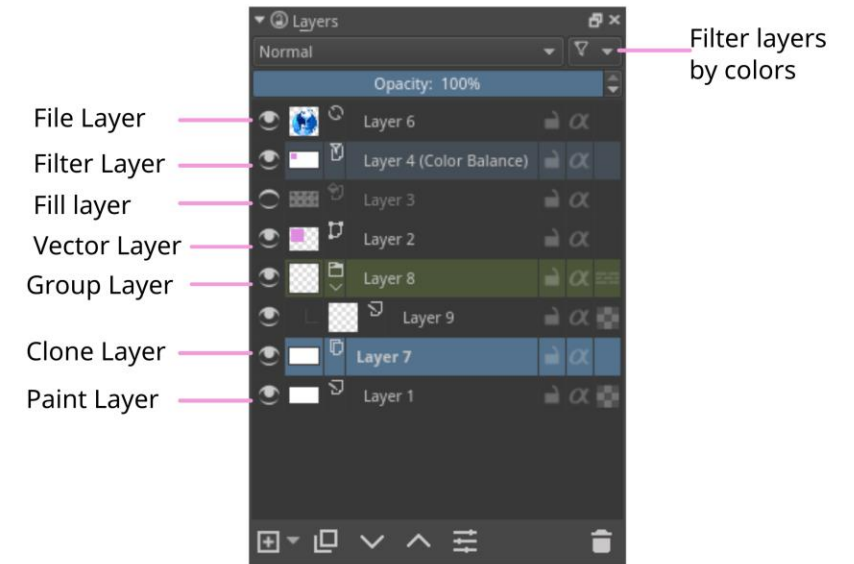 Layers
Normal
Filter layers
by colors
Opacity: 100%
File Layer
Layer 6
Filter Layer
Layer 4 (Color Balance)
Fill layer
Layer 3
Vector Layer
Layer 2
Group Layer
Layer 8
Layer 9
Clone Layer
Layer 7
Paint Layer
Layer 1